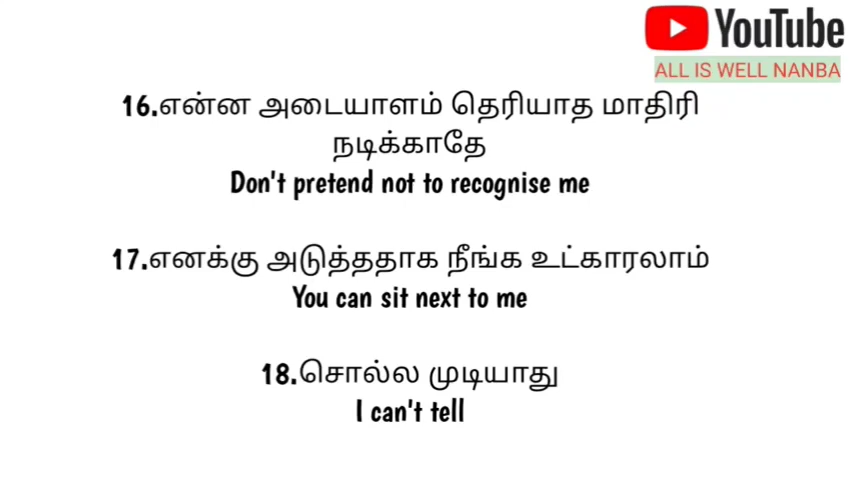 YouTube
ALL IS WELL NANBA
16.என்ன அடையாளம் தெரியாத மாதிரி
நடிக்காதே
Don't pretend not to recognise me
17.எனக்கு அடுத்ததாக நீங்க உட்காரலாம்
You can sit next to me
18.சொல்ல முடியாது
I can't tell